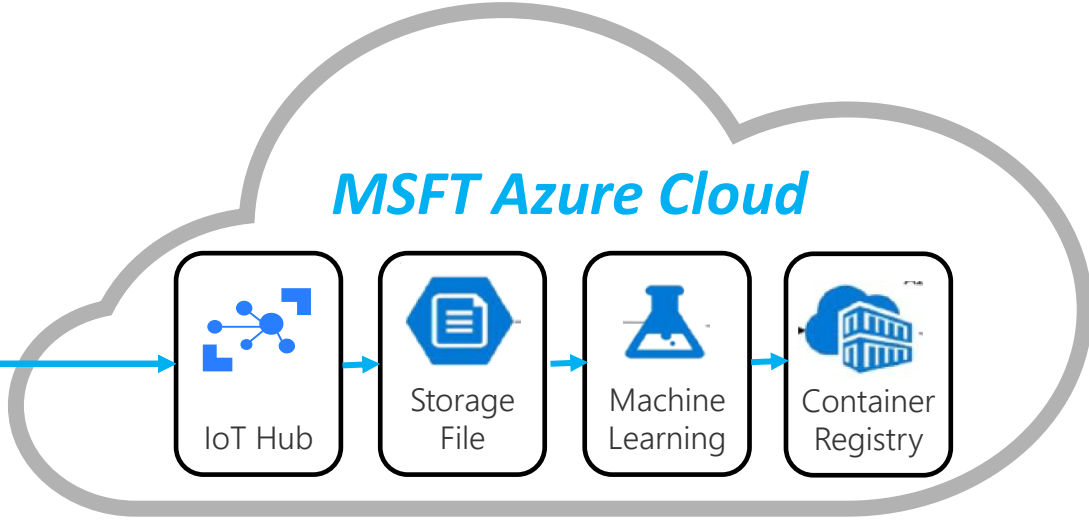 MSFT Azure Cloud
IoT Hub
Storage
File
Machine
Learning
Container
Registry